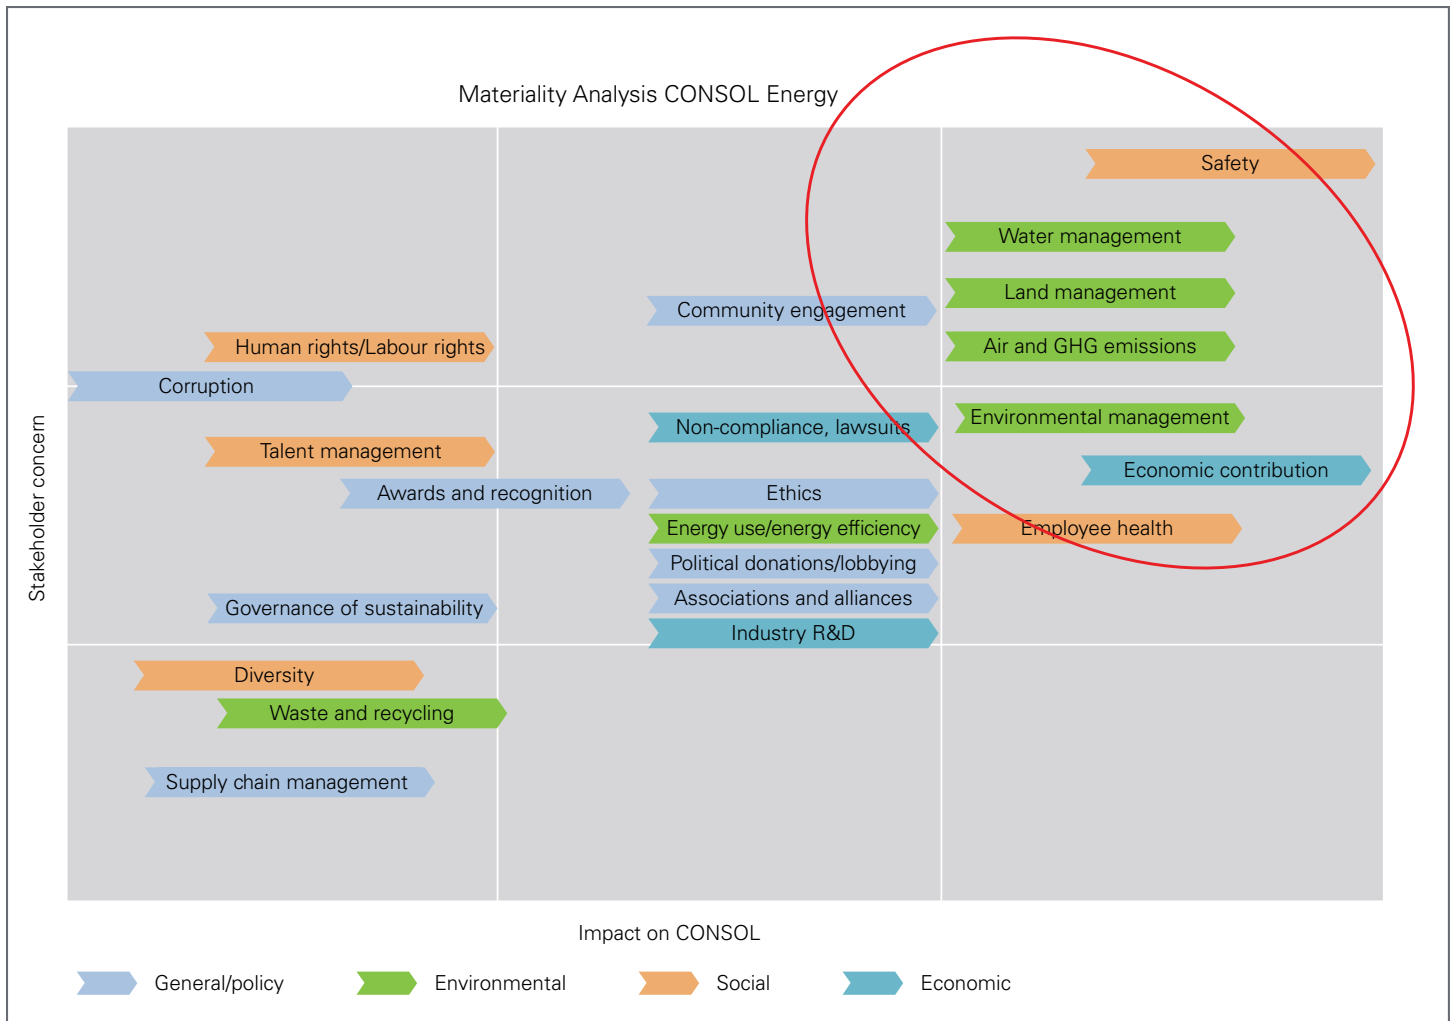 Materiality Analysis CONSOL Energy
Safety
Water management
Land management
Community engagement
Air and GHG emissions
Human rights/Labour rights
Corruption
Environmental management
Non-compliance, lawsuits
Talent management
Economic contribution
Awards and recognition
Ethics
Energy use/energy efficiency
Employee health
Political donations/lobbying
Associations and alliances
Governance of sustainability
Industry R&D
Diversity
Waste and recycling
Supply chain management
Stakeholder concern
Impact on CONSOL
General/policy
Environmental
Social
Economic